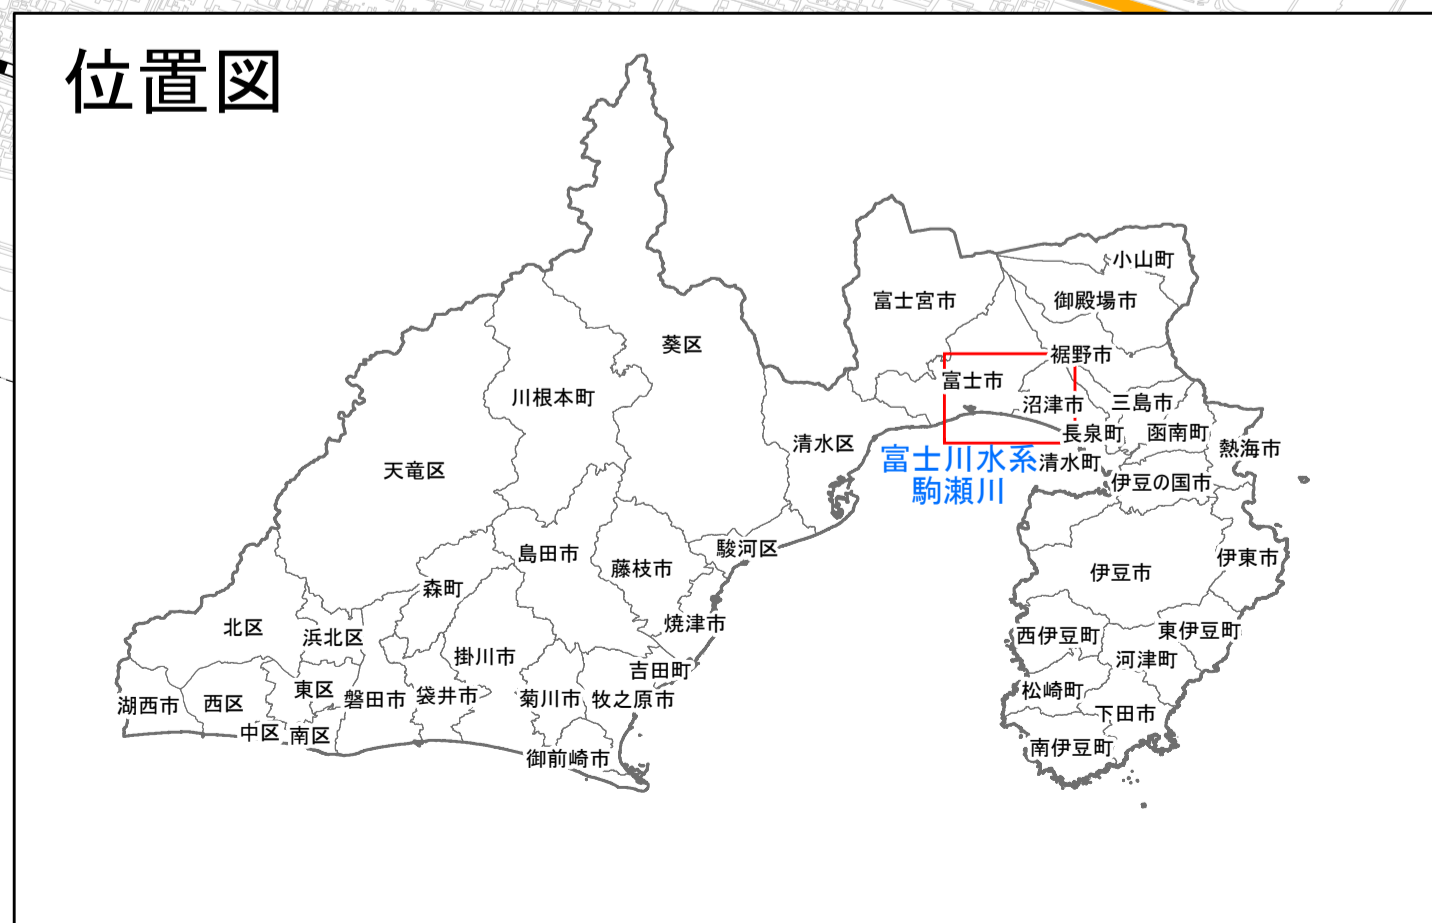 位置図
小山町
富士宮市
御殿場市
葵区
裾野市
富士市
川根本町
沼津市
三島市
長泉町
函南町
清水区
熱海市
富士川水系
駒瀬川
清水町
天竜区
伊豆の国市
駿河区
島田市
藤枝市
伊東市
伊豆市
森町
焼津市
北区
浜北区
西伊豆町
東伊豆町
掛川市
河津町
吉田町
東区
松崎町
湖西市
西区
磐田市
袋井市
菊川市
牧之原市
下田市
中区
南区
御前崎市
南伊豆町